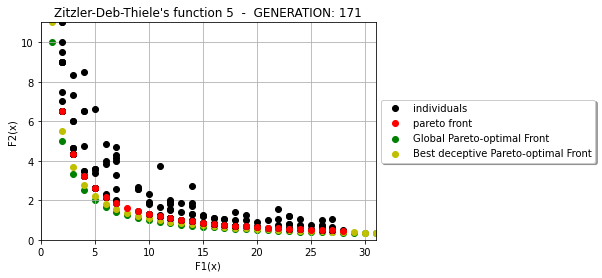 Zitzler-Deb-Thiele's function 5 - GENERATION: 171
10
8
6
4
2
0
F2(x)
0 5 10 15 20 25 30
F1(x)
individuals
pareto front
Global Pareto-optimal Front
Best deceptive Pareto-optimal Front